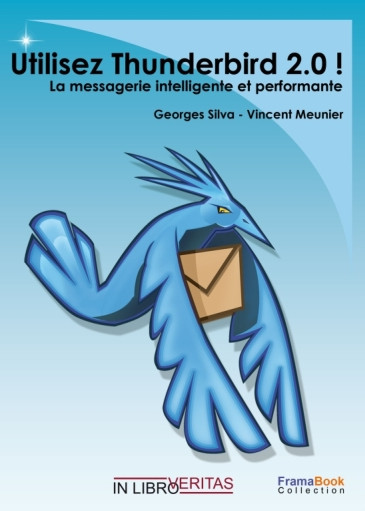 Utilisez Thunderbird 2.0 !
La messagerie intelligente et performante
Georges Silva - Vincent Meunier
IN LIBRO VERITAS
FramaBook
Collection